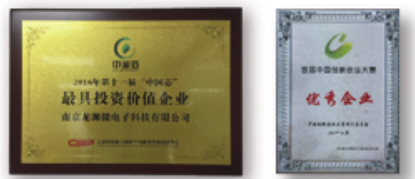 中国芯
2016年第十一届“中国芯”
最具投资价值企业
南京龙渊微电子科技有限公司
首届中国创新创业大赛
优秀企业